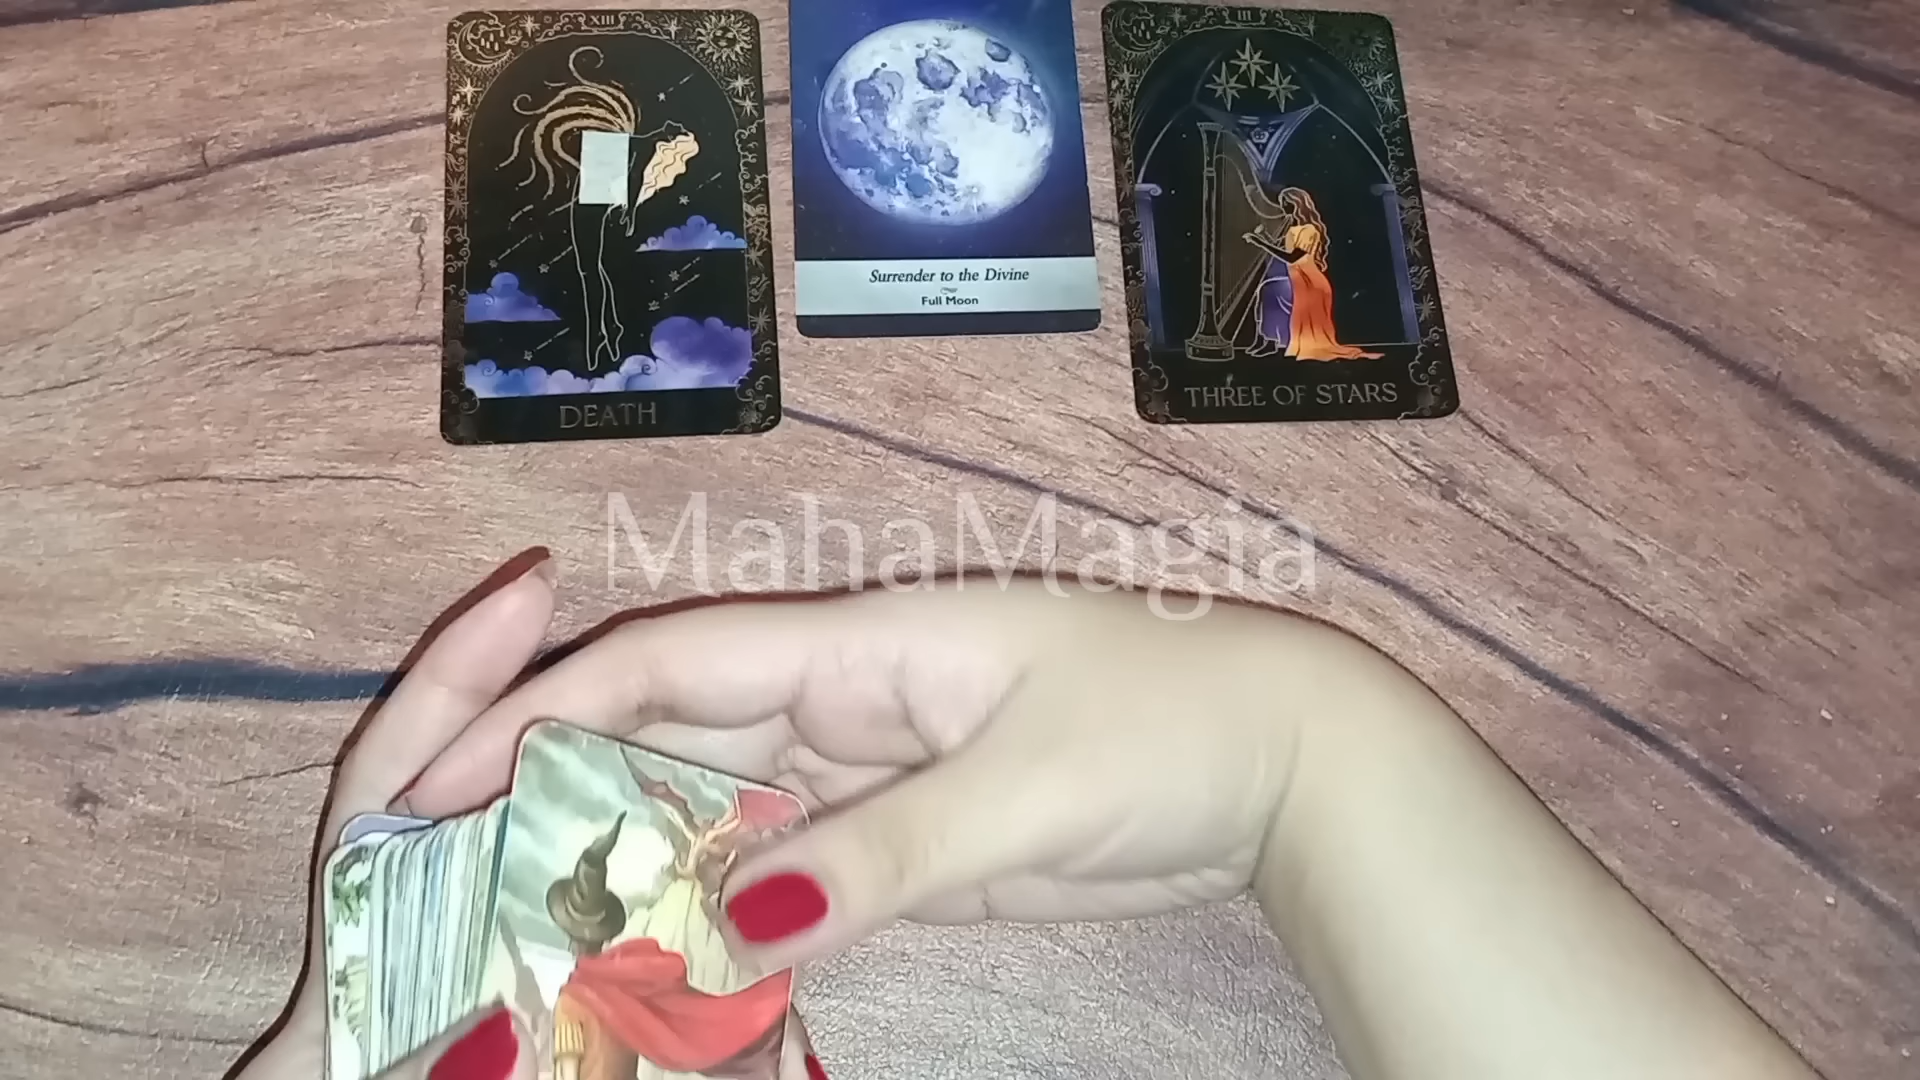 XIII
DEATH
Surrender to the Divine
Full Moon
III
THREE OF STARS
MahaMagia